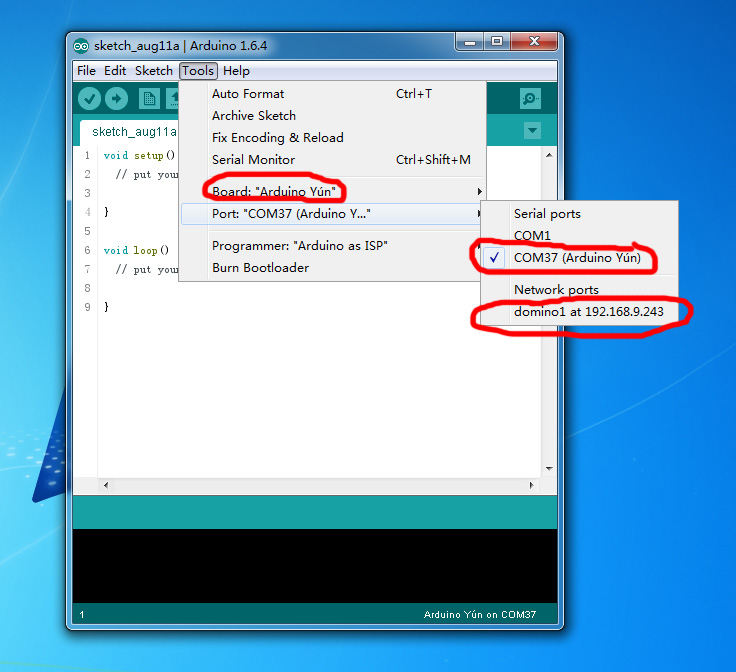 sketch_aug11a | Arduino 1.6.4
File Edit Sketch Tools Help
sketch_aug11a
Auto Format Ctrl+T
Archive Sketch
Fix Encoding & Reload
Serial Monitor Ctrl+Shift+M
Board: "Arduino Yún"
Port: "COM37 (Arduino Y..."
Programmer: "Arduino as ISP"
Burn Bootloader
Serial ports
COM1
COM37 (Arduino Yún)
Network ports
domino1 at 192.168.9.243
1 void setup()
2 // put your
3
4 }
5
6 void loop()
7 // put your
8
9 }
1 Arduino Yún on COM37